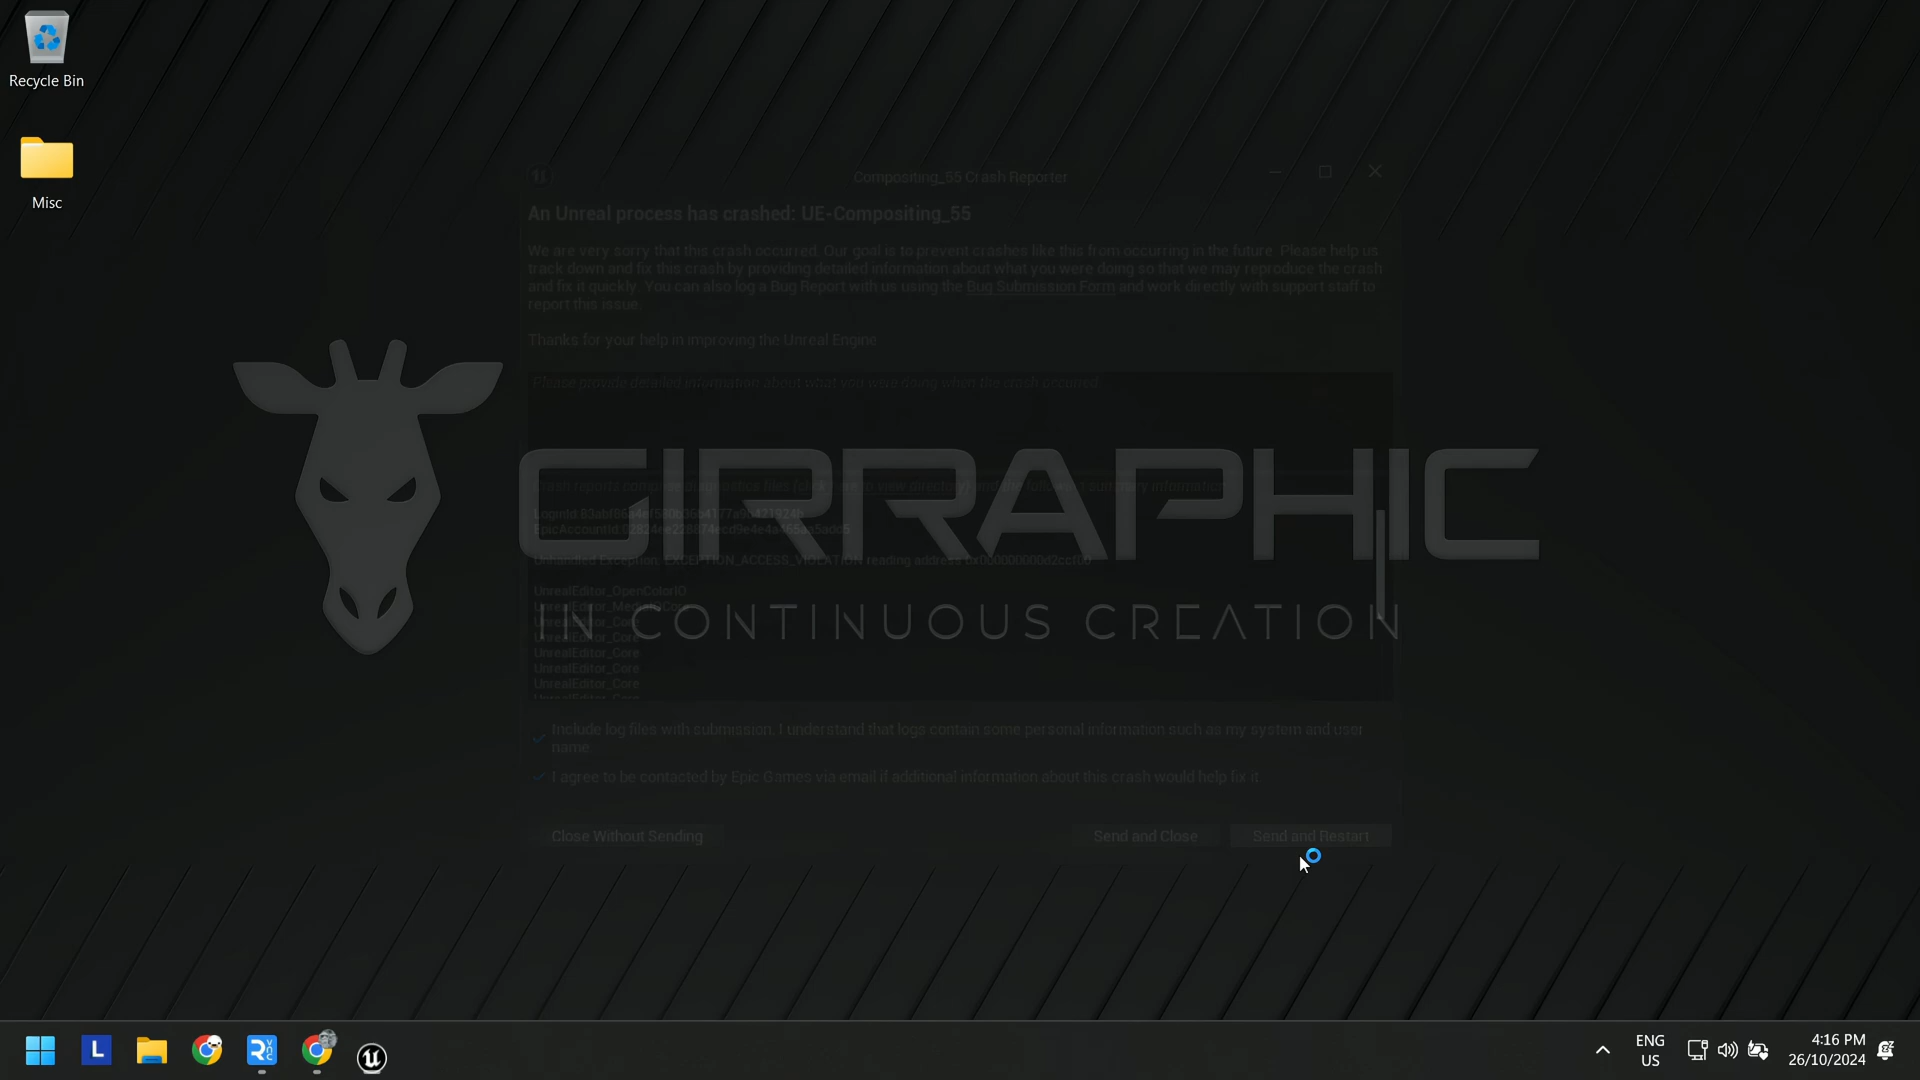 Recycle Bin
Misc
Compositing_55 Crash Reporter
An Unreal process has crashed: UE-Compositing_55
We are very sorry that this crash occurred. Our goal is to prevent crashes like this from occurring in the future. Please help us
track down and fix this crash by providing detailed information about what you were doing so that we may reproduce the crash
and fix it quickly. You can also log a Bug Report with us using the Bug Submission Form and work directly with support staff to
report this issue.
Thanks for your help in improving the Unreal Engine
Please provide detailed information about what you were doing when the crash occurred.
GIRRAPHIC
IN CONTINUOUS CREATION
Unhandled Exception: EXCEPTION_ACCESS_VIOLATION reading address
UnrealEditor_OpenColorIO
UnrealEditor_MediaIOCore
UnrealEditor_Core
UnrealEditor_Core
UnrealEditor_Core
UnrealEditor_Core
UnrealEditor_Core
Include log files with submission. I understand that logs contain some personal information such as my system and user
name.
I agree to be contacted by Epic Games via email if additional information about this crash would help fix it
Close Without Sending
Send and Close
Send and Restart
L
ENG
US
4:16 PM
26/10/2024